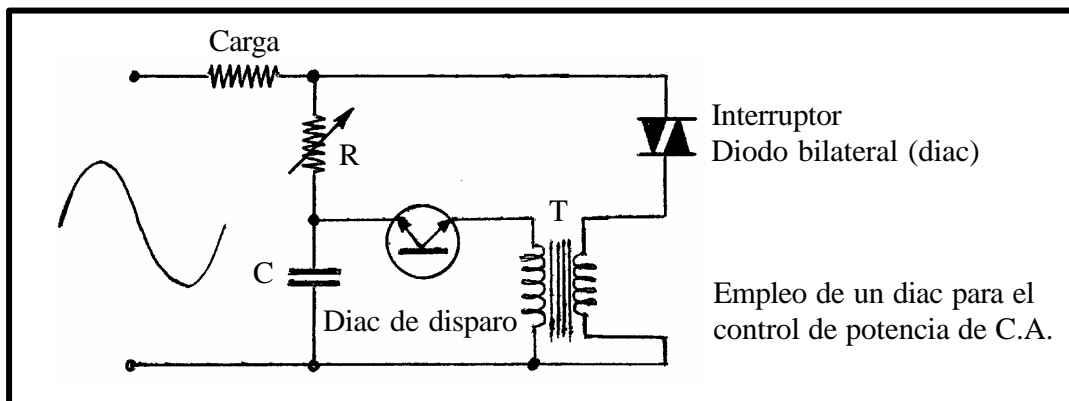 Carga
Interruptor
Diodo bilateral (diac)
R
T
C
Diac de disparo
Empleo de un diac para el
control de potencia de C.A.